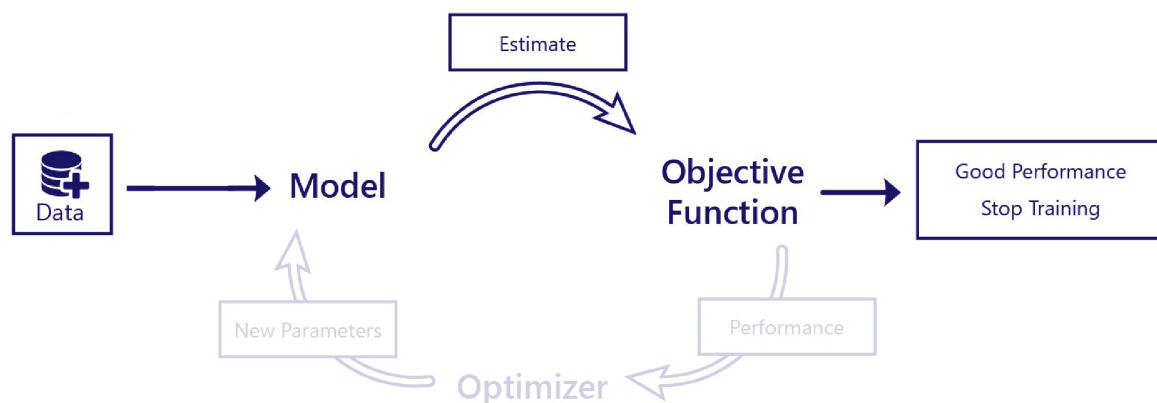 Estimate
Data
Model
Objective
Function
Good Performance
Stop Training
New Parameters
Performance
Optimizer